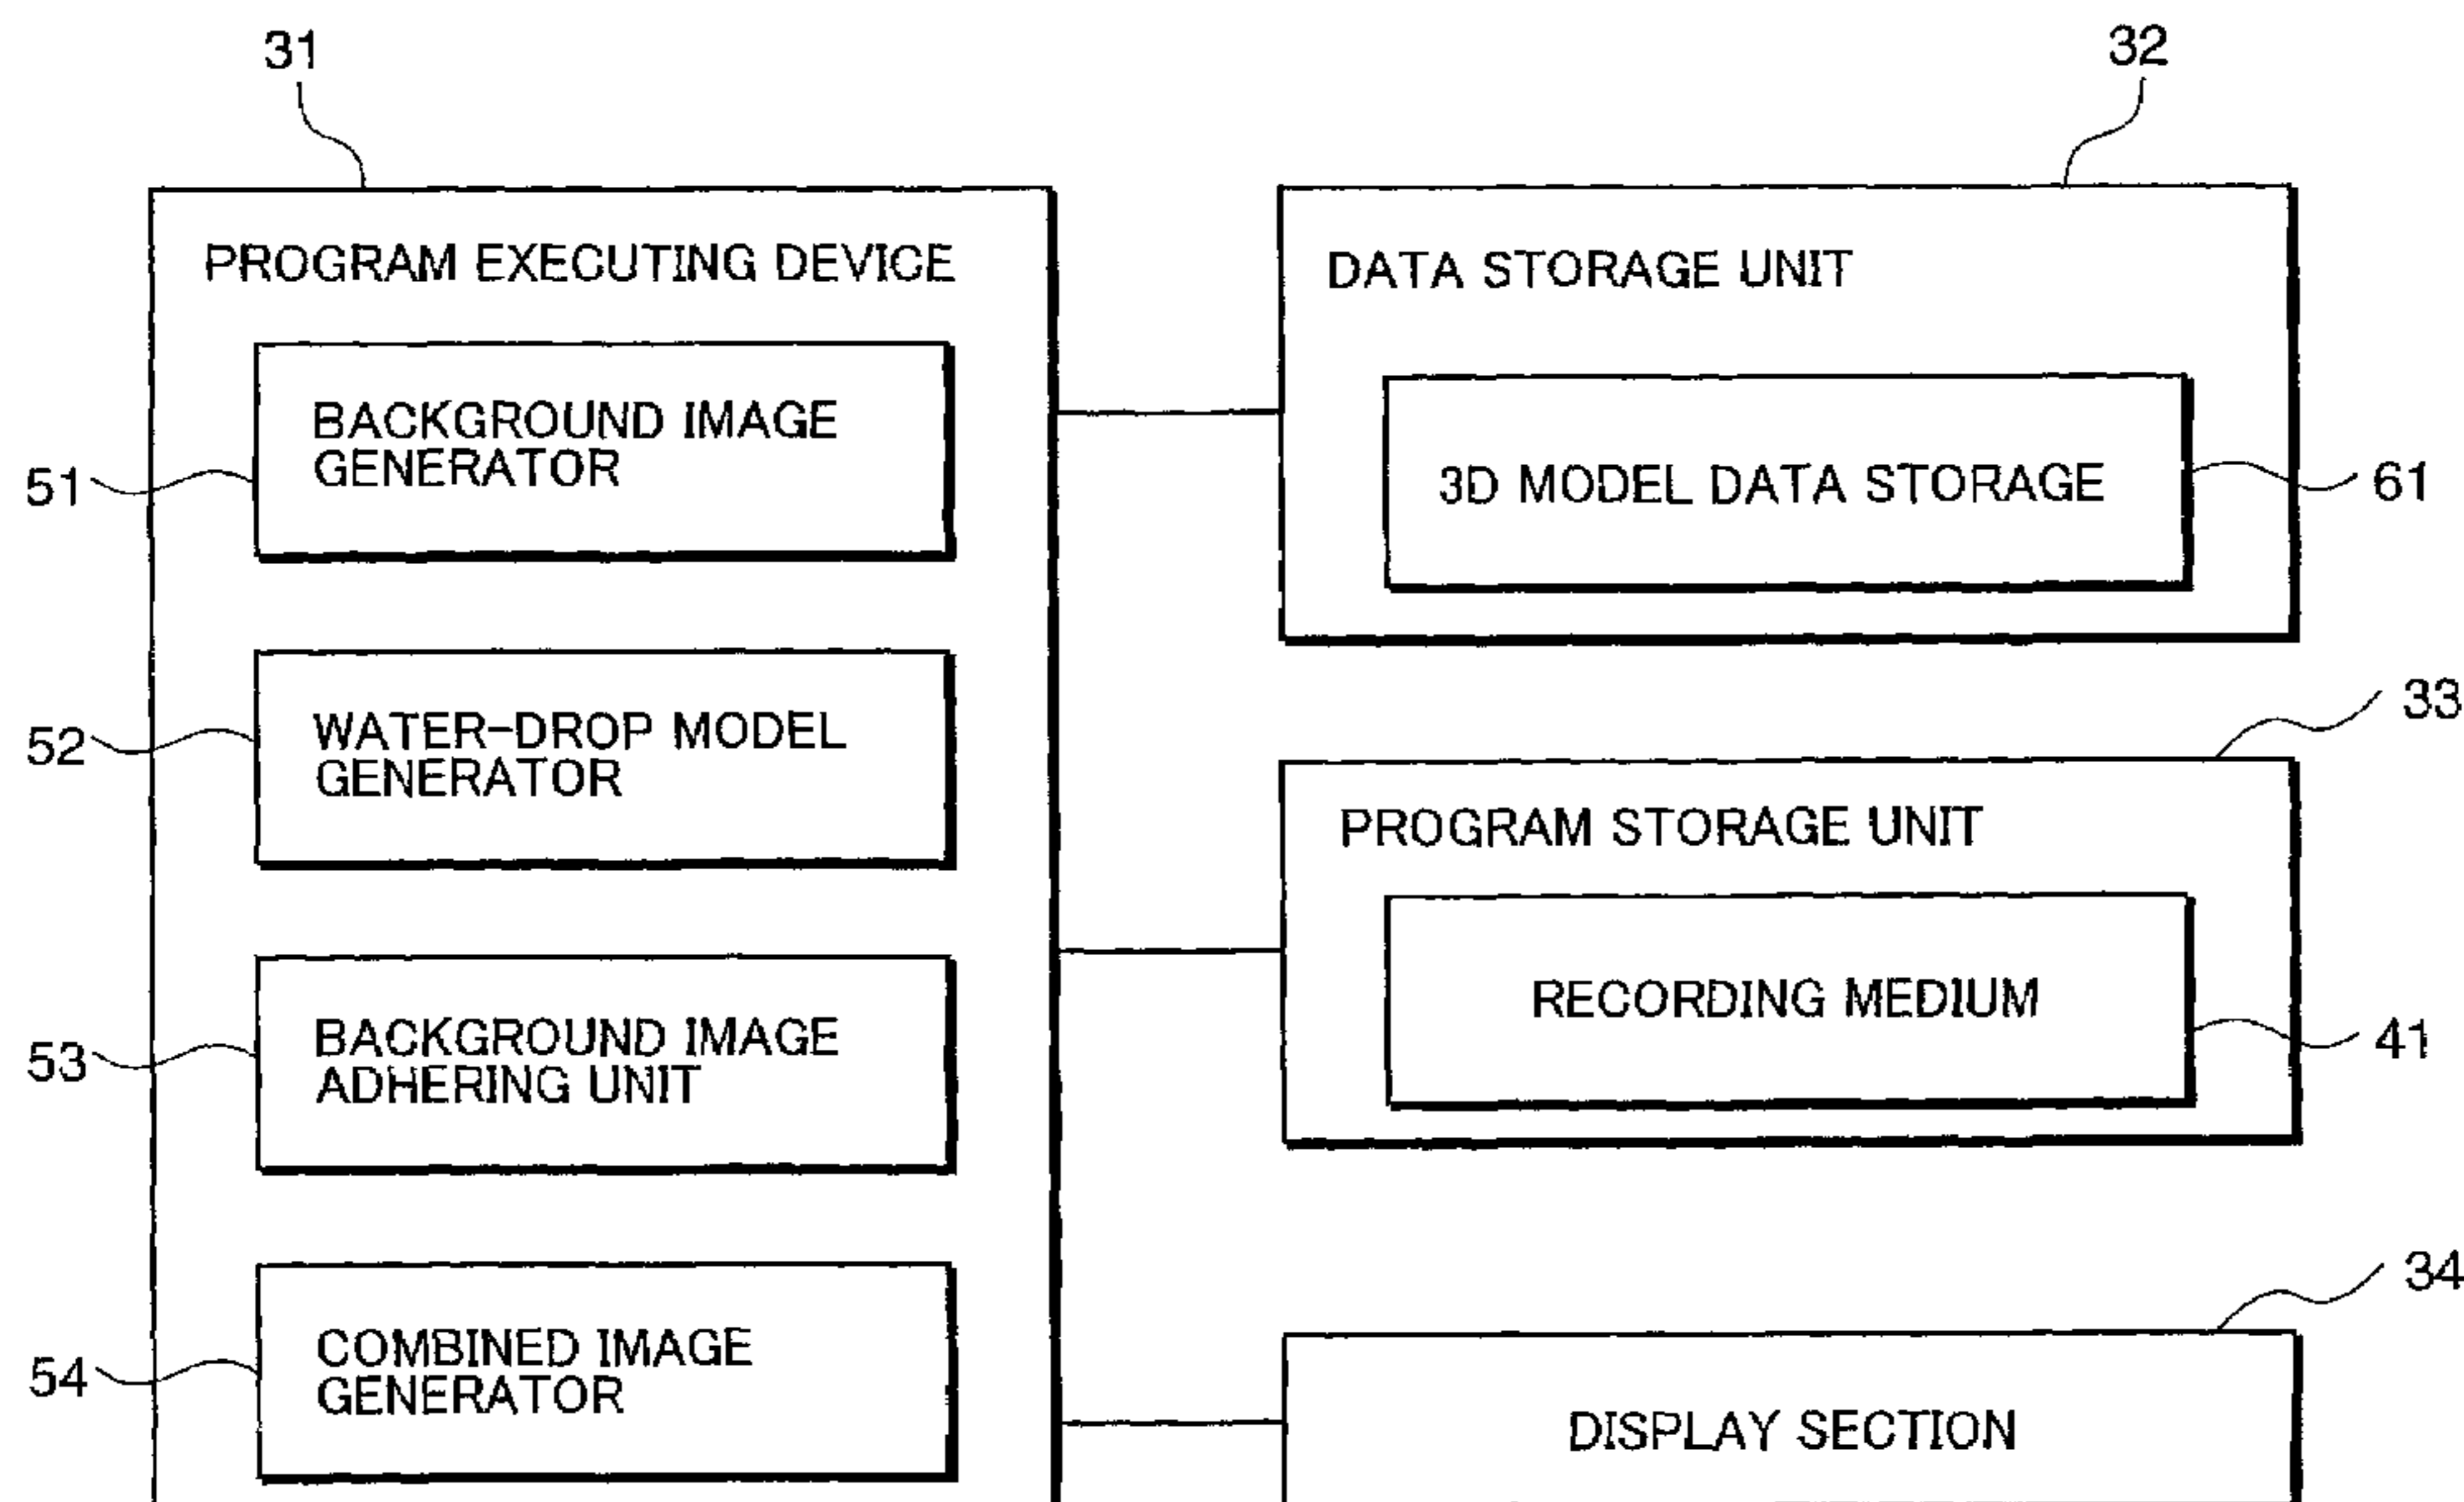 31
32
PROGRAM EXECUTING DEVICE
BACKGROUND IMAGE
GENERATOR
51
WATER-DROP MODEL
GENERATOR
52
BACKGROUND IMAGE
ADHERING UNIT
53
COMBINED IMAGE
GENERATOR
54
DATA STORAGE UNIT
3D MODEL DATA STORAGE
61
33
PROGRAM STORAGE UNIT
RECORDING MEDIUM
41
34
DISPLAY SECTION